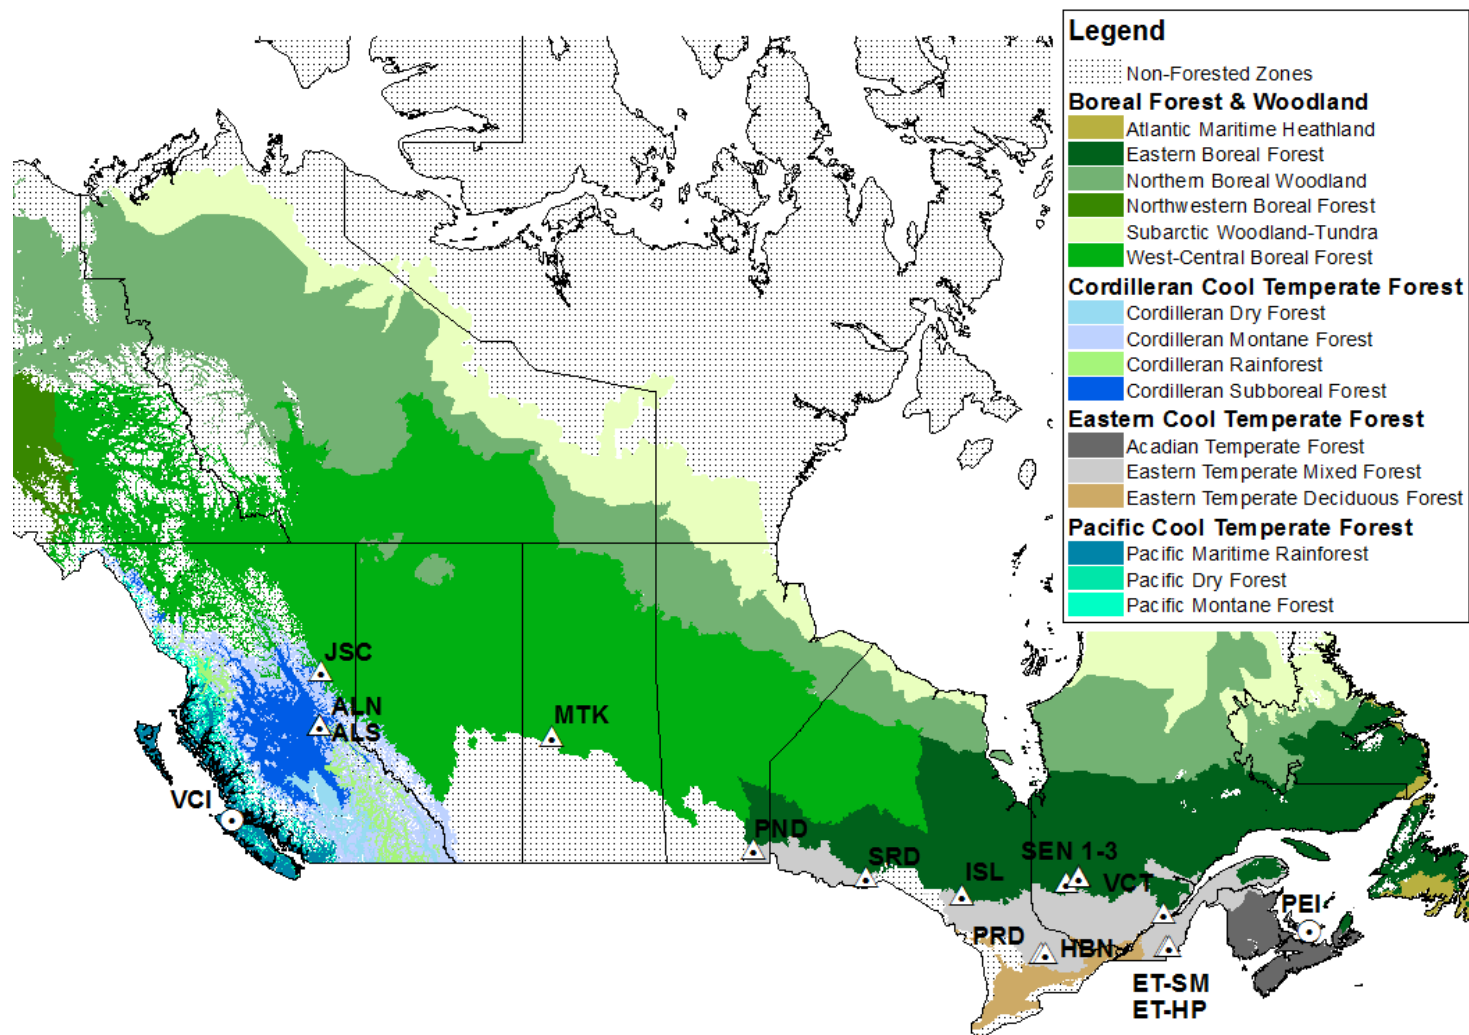 Legend
Non-Forested Zones
Boreal Forest & Woodland
Atlantic Maritime Heathland
Eastern Boreal Forest
Northern Boreal Woodland
Northwestern Boreal Forest
Subarctic Woodland-Tundra
West-Central Boreal Forest
Cordilleran Cool Temperate Forest
Cordilleran Dry Forest
Cordilleran Montane Forest
Cordilleran Rainforest
Cordilleran Subboreal Forest
Eastern Cool Temperate Forest
Acadian Temperate Forest
Eastern Temperate Mixed Forest
Eastern Temperate Deciduous Forest
Pacific Cool Temperate Forest
Pacific Maritime Rainforest
Pacific Dry Forest
Pacific Montane Forest
JSC
ALN
ALS
MTK
VCI
PND
SRD
ISL
SEN 1-3
VCT
PEI
PRD
HBN
ET-SM
ET-HP